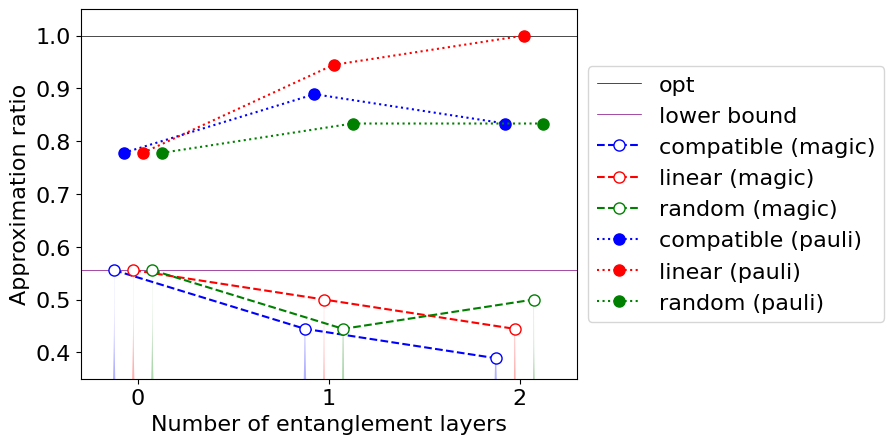 1.0
0.9
0.8
0.7
0.6
0.5
0.4
Approximation ratio
0
1
2
Number of entanglement layers
opt
lower bound
compatible (magic)
linear (magic)
random (magic)
compatible (pauli)
linear (pauli)
random (pauli)